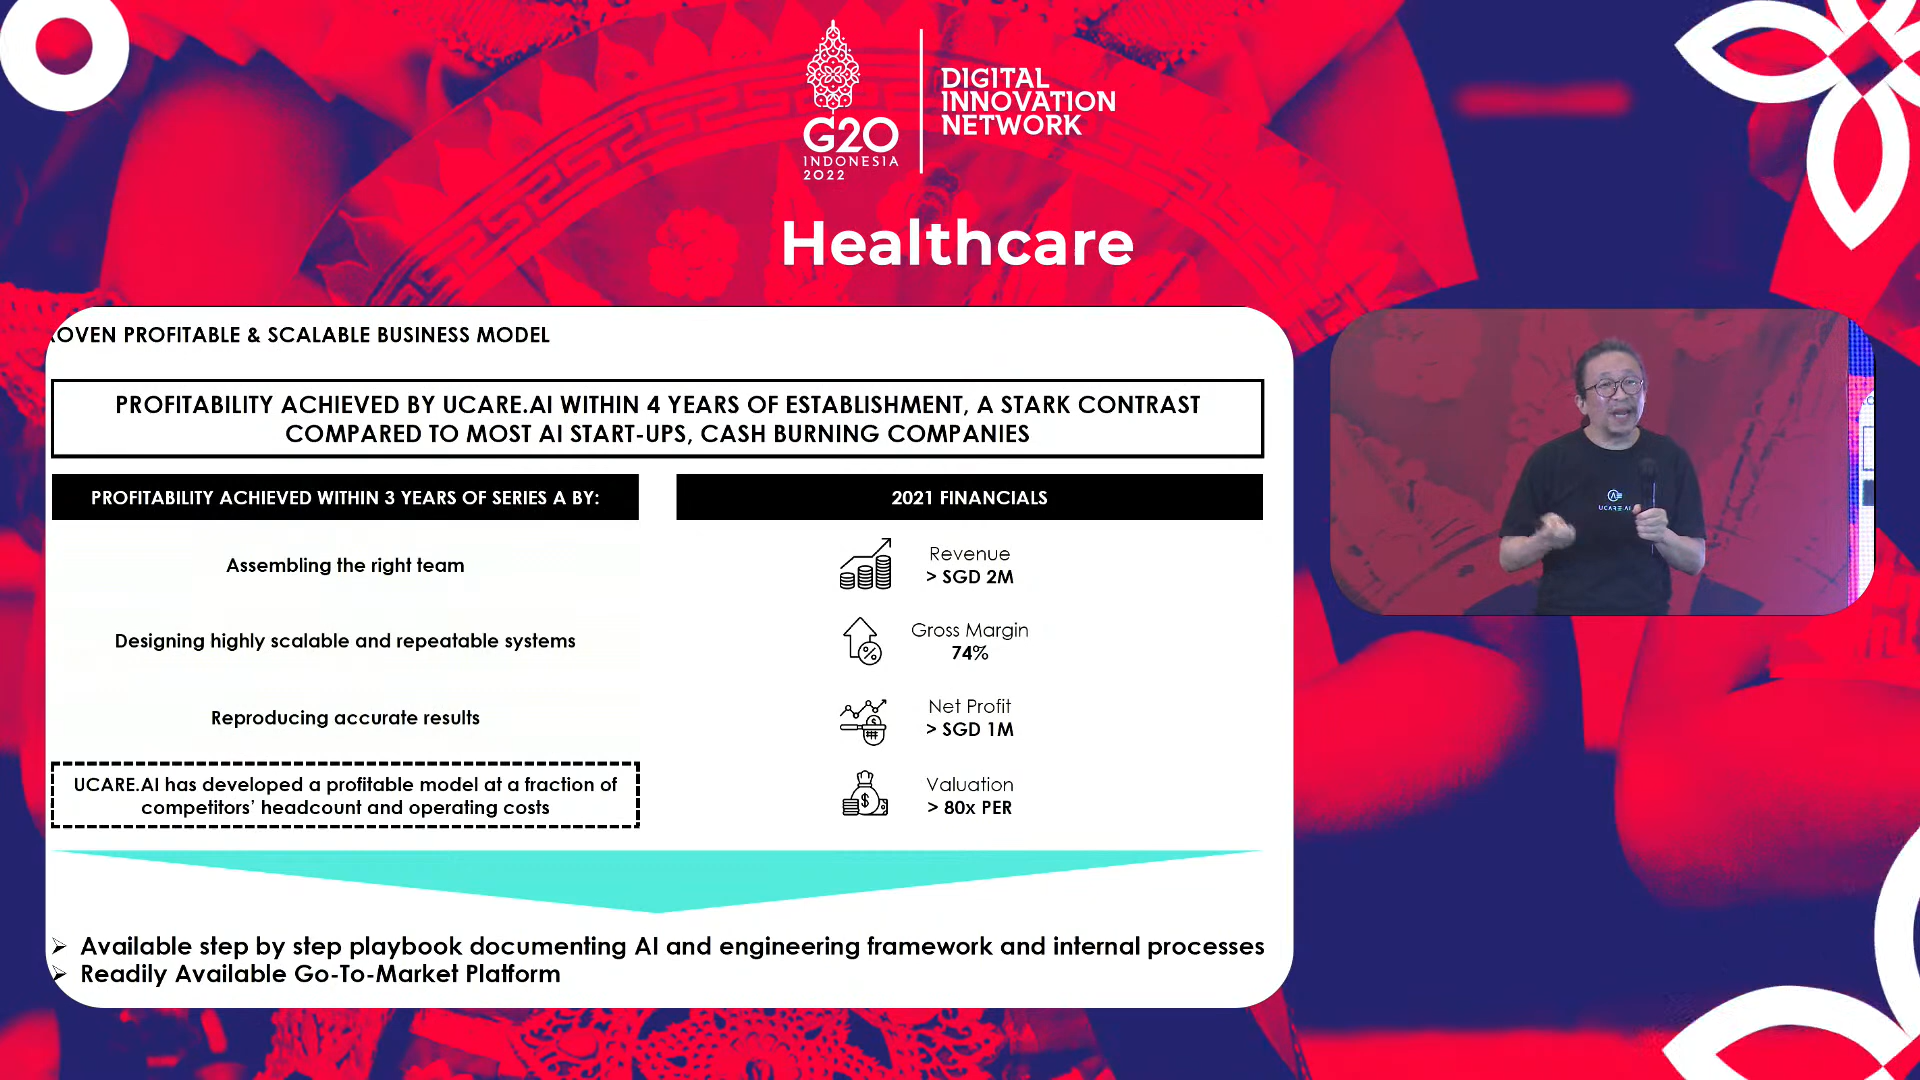 G20
INDONESIA
2022
DIGITAL
INNOVATION
NETWORK
Healthcare
OVEN PROFITABLE & SCALABLE BUSINESS MODEL
PROFITABILITY ACHIEVED BY UCARE.AI WITHIN 4 YEARS OF ESTABLISHMENT, A STARK CONTRAST
COMPARED TO MOST AI START-UPS, CASH BURNING COMPANIES
PROFITABILITY ACHIEVED WITHIN 3 YEARS OF SERIES A BY:
Assembling the right team
Designing highly scalable and repeatable systems
Reproducing accurate results
UCARE.AI has developed a profitable model at a fraction of
competitors' headcount and operating costs
2021 FINANCIALS
Revenue
> SGD 2M
Gross Margin
74%
Net Profit
> SGD 1M
Valuation
> 80x PER
➢ Available step by step playbook documenting AI and engineering framework and internal processes
➢ Readily Available Go-To-Market Platform
UCARE.AI